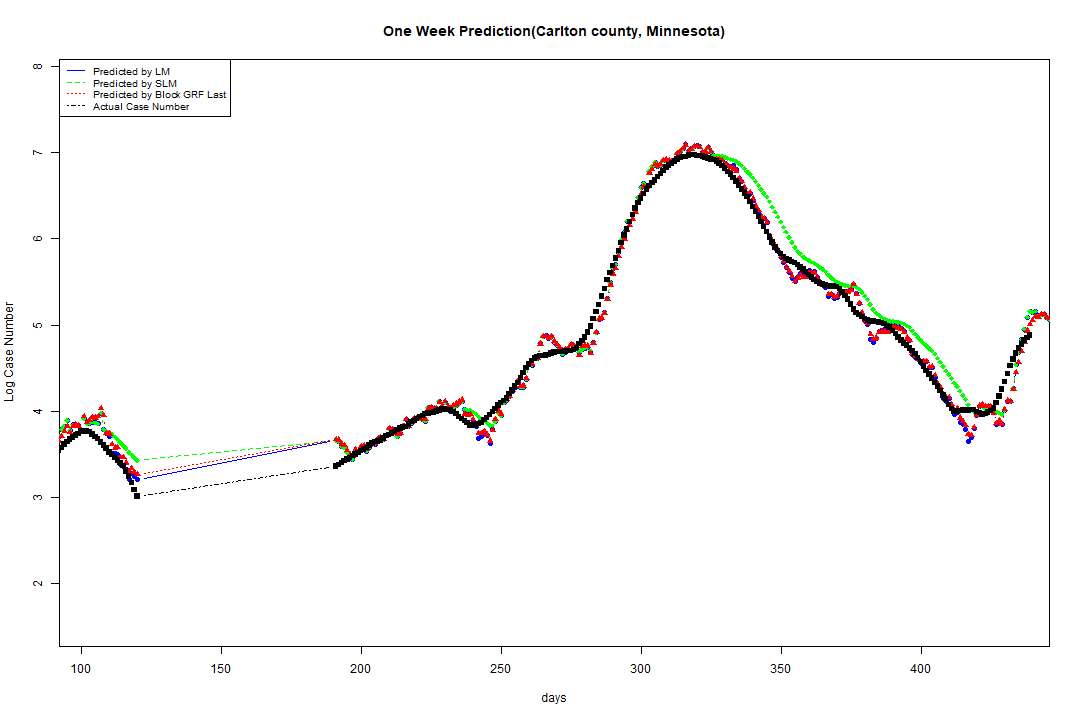 One Week Prediction(Carlton county, Minnesota)
Predicted by LM
Predicted by SLM
Predicted by Block GRF Last
Actual Case Number
8
7
6
5
4
3
2
Log Case Number
100 150 200 250 300 350 400
days